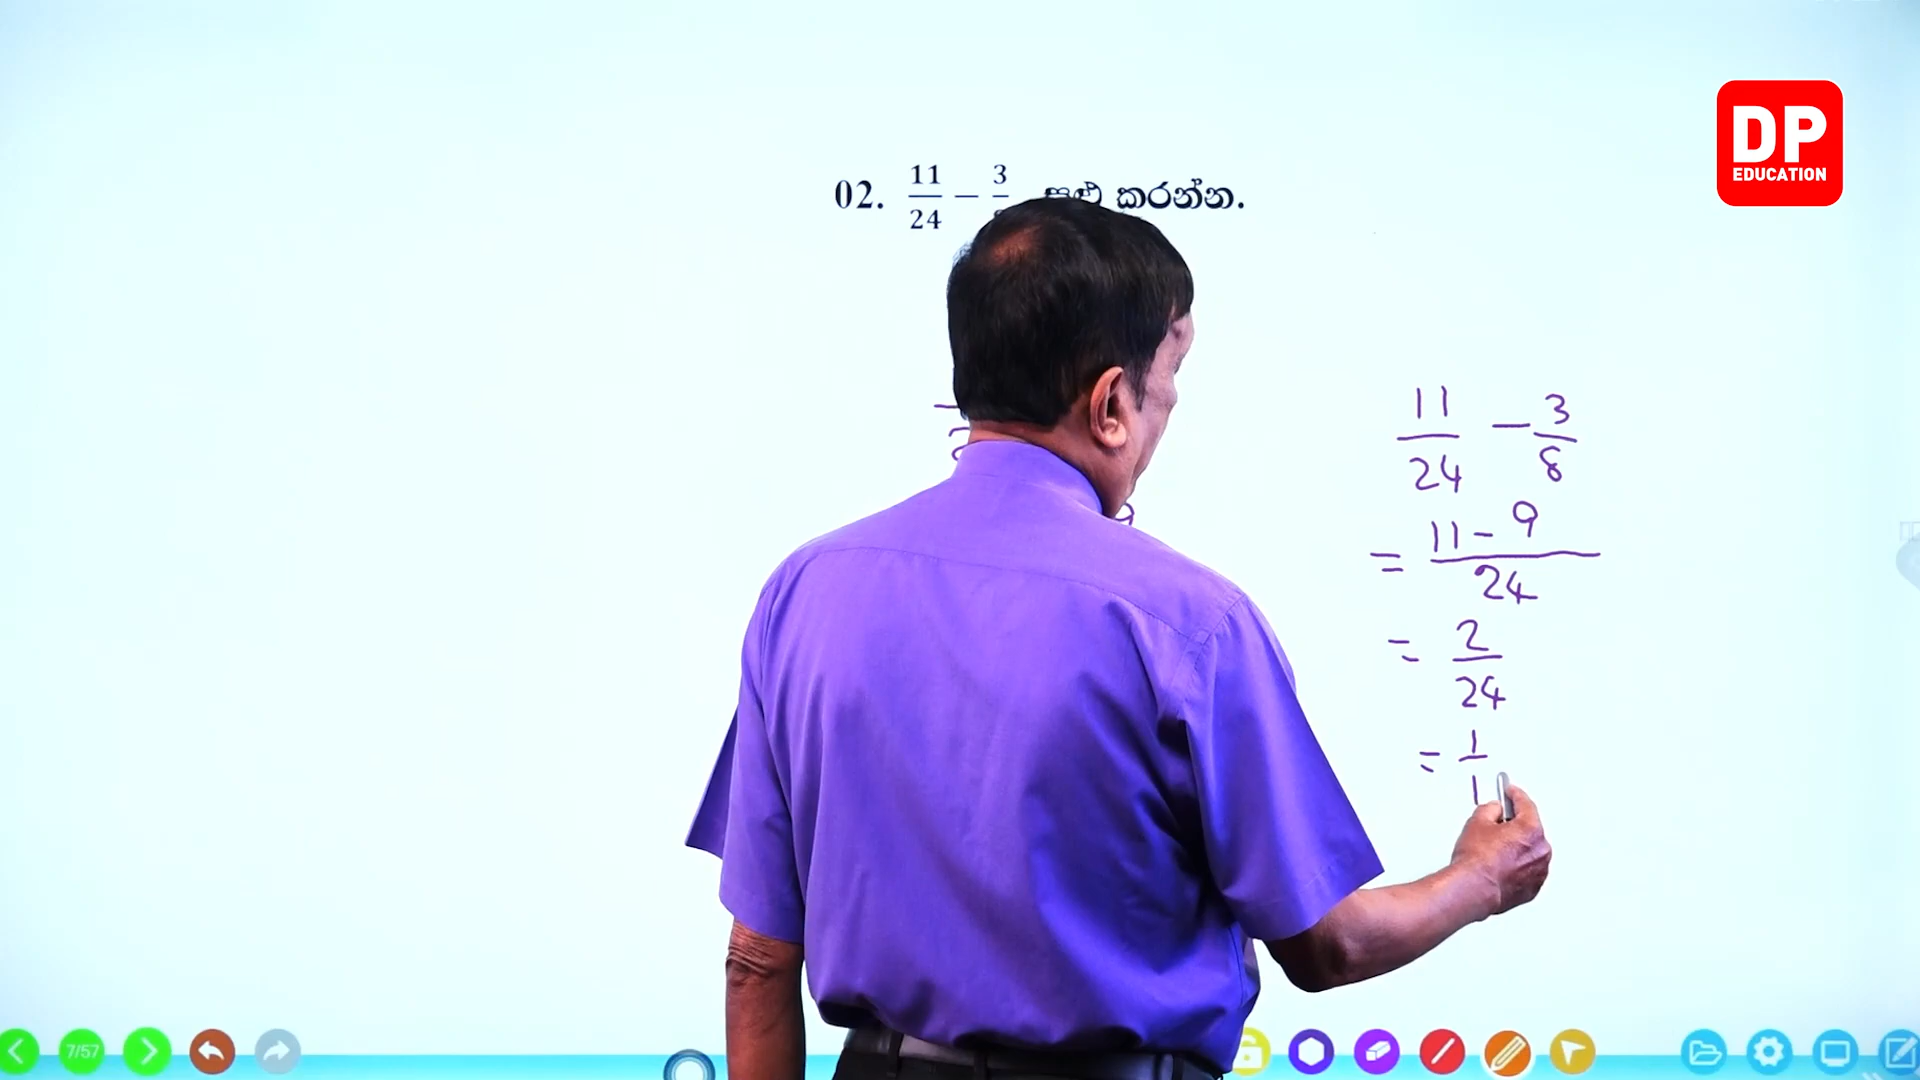 DP
EDUCATION
02. 11/24 − 3 කරන්න.
11/24 − 3/8
= 11 − 9 / 24
= 2/24
= 1/1
9
7/57